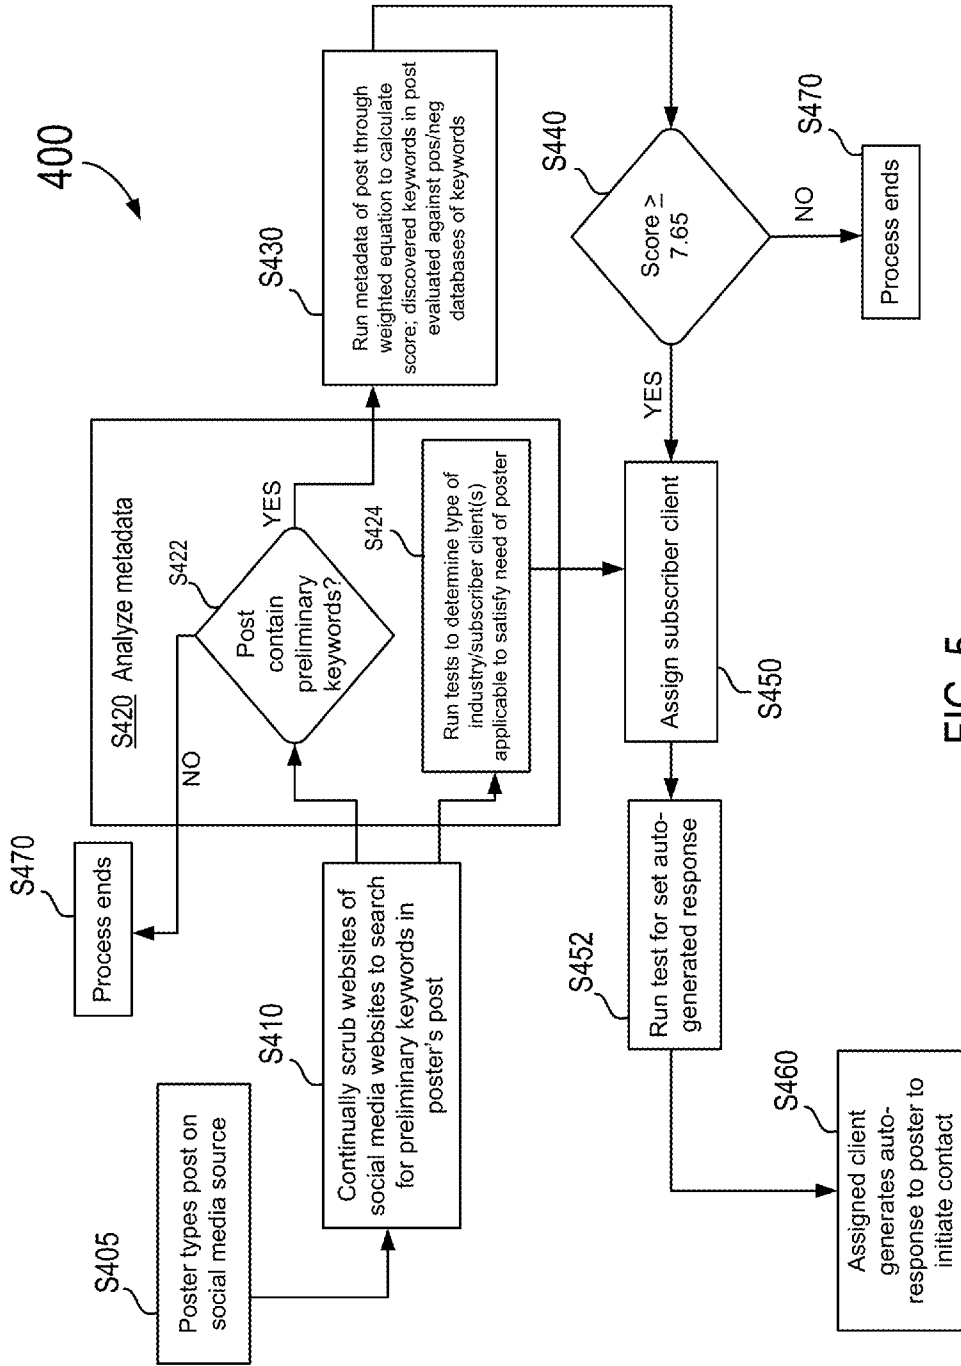 400
S405
Poster types post on
social media source
S410
Continually scrub websites of
social media websites to search
for preliminary keywords in
poster's post
S470
Process ends
NO
S420 Analyze metadata
S422
Post
contain
preliminary
keywords?
YES
S424
Run tests to determine type of
industry/subscriber client(s)
applicable to satisfy need of poster
S430
Run metadata of post through
weighted equation to calculate
score; discovered keywords in post
evaluated against pos/neg
databases of keywords
S440
Score ≥
7.65
NO
S470
Process ends
YES
Assign subscriber client
S450
S452
Run test for set auto-
generated response
S460
Assigned client
generates auto-
response to poster to
initiate contact
FIG. 5